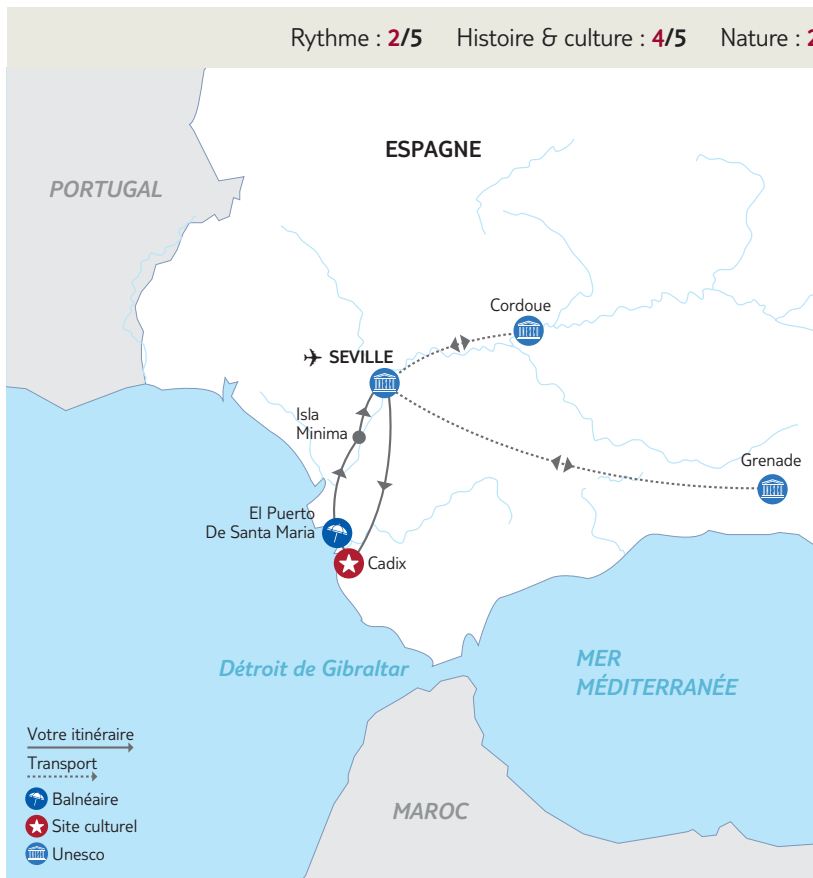 Rythme : 2/5 Histoire & culture : 4/5 Nature :
ESPAGNE
PORTUGAL
Cordoue
SEVILLE
Isla
Minima
Grenade
El Puerto
De Santa Maria
Cadix
Détroit de Gibraltar
MER
MÉDITERRANÉE
Votre itinéraire
Transport
Balnéaire
Site culturel
Unesco
MAROC